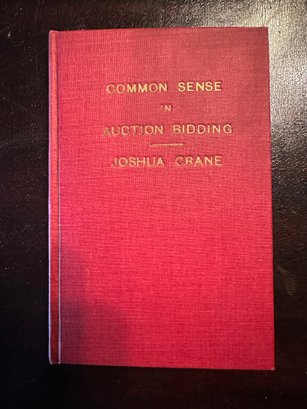 COMMON SENSE
IN
AUCTION BIDDING
JOSHUA CRANE